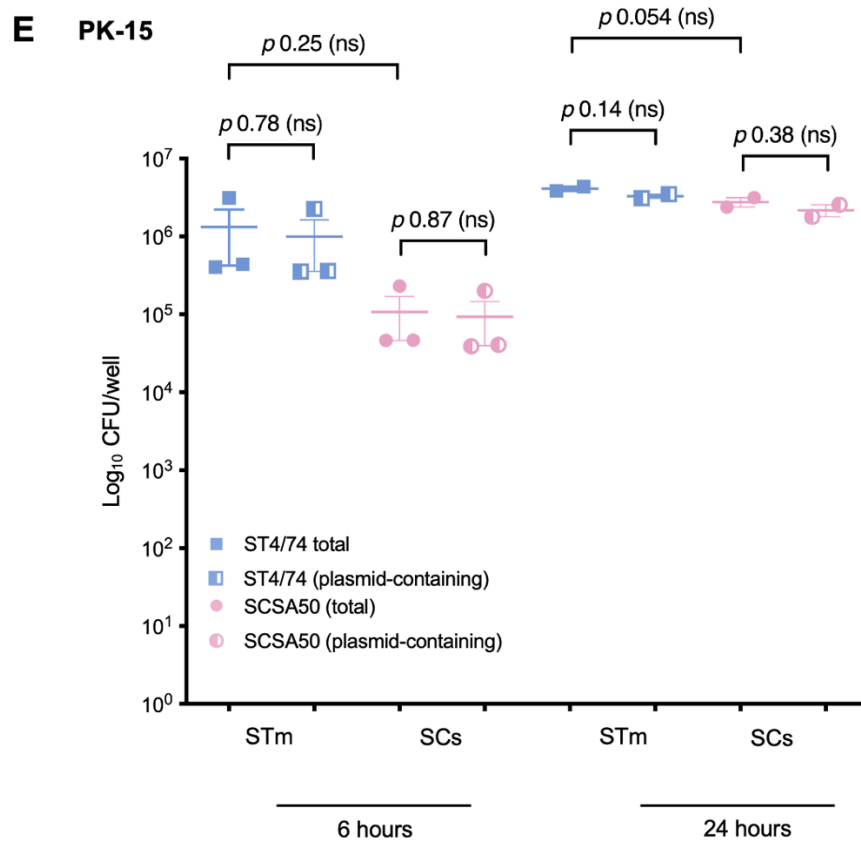 E PK-15
p 0.25 (ns)
p 0.054 (ns)
p 0.78 (ns)
p 0.14 (ns)
p 0.38 (ns)
p 0.87 (ns)
Log₁₀ CFU/well
10⁷
10⁶
10⁵
10⁴
10³
10²
10¹
10⁰
ST4/74 total
ST4/74 (plasmid-containing)
SCSA50 (total)
SCSA50 (plasmid-containing)
STm SCs STm SCs
6 hours 24 hours